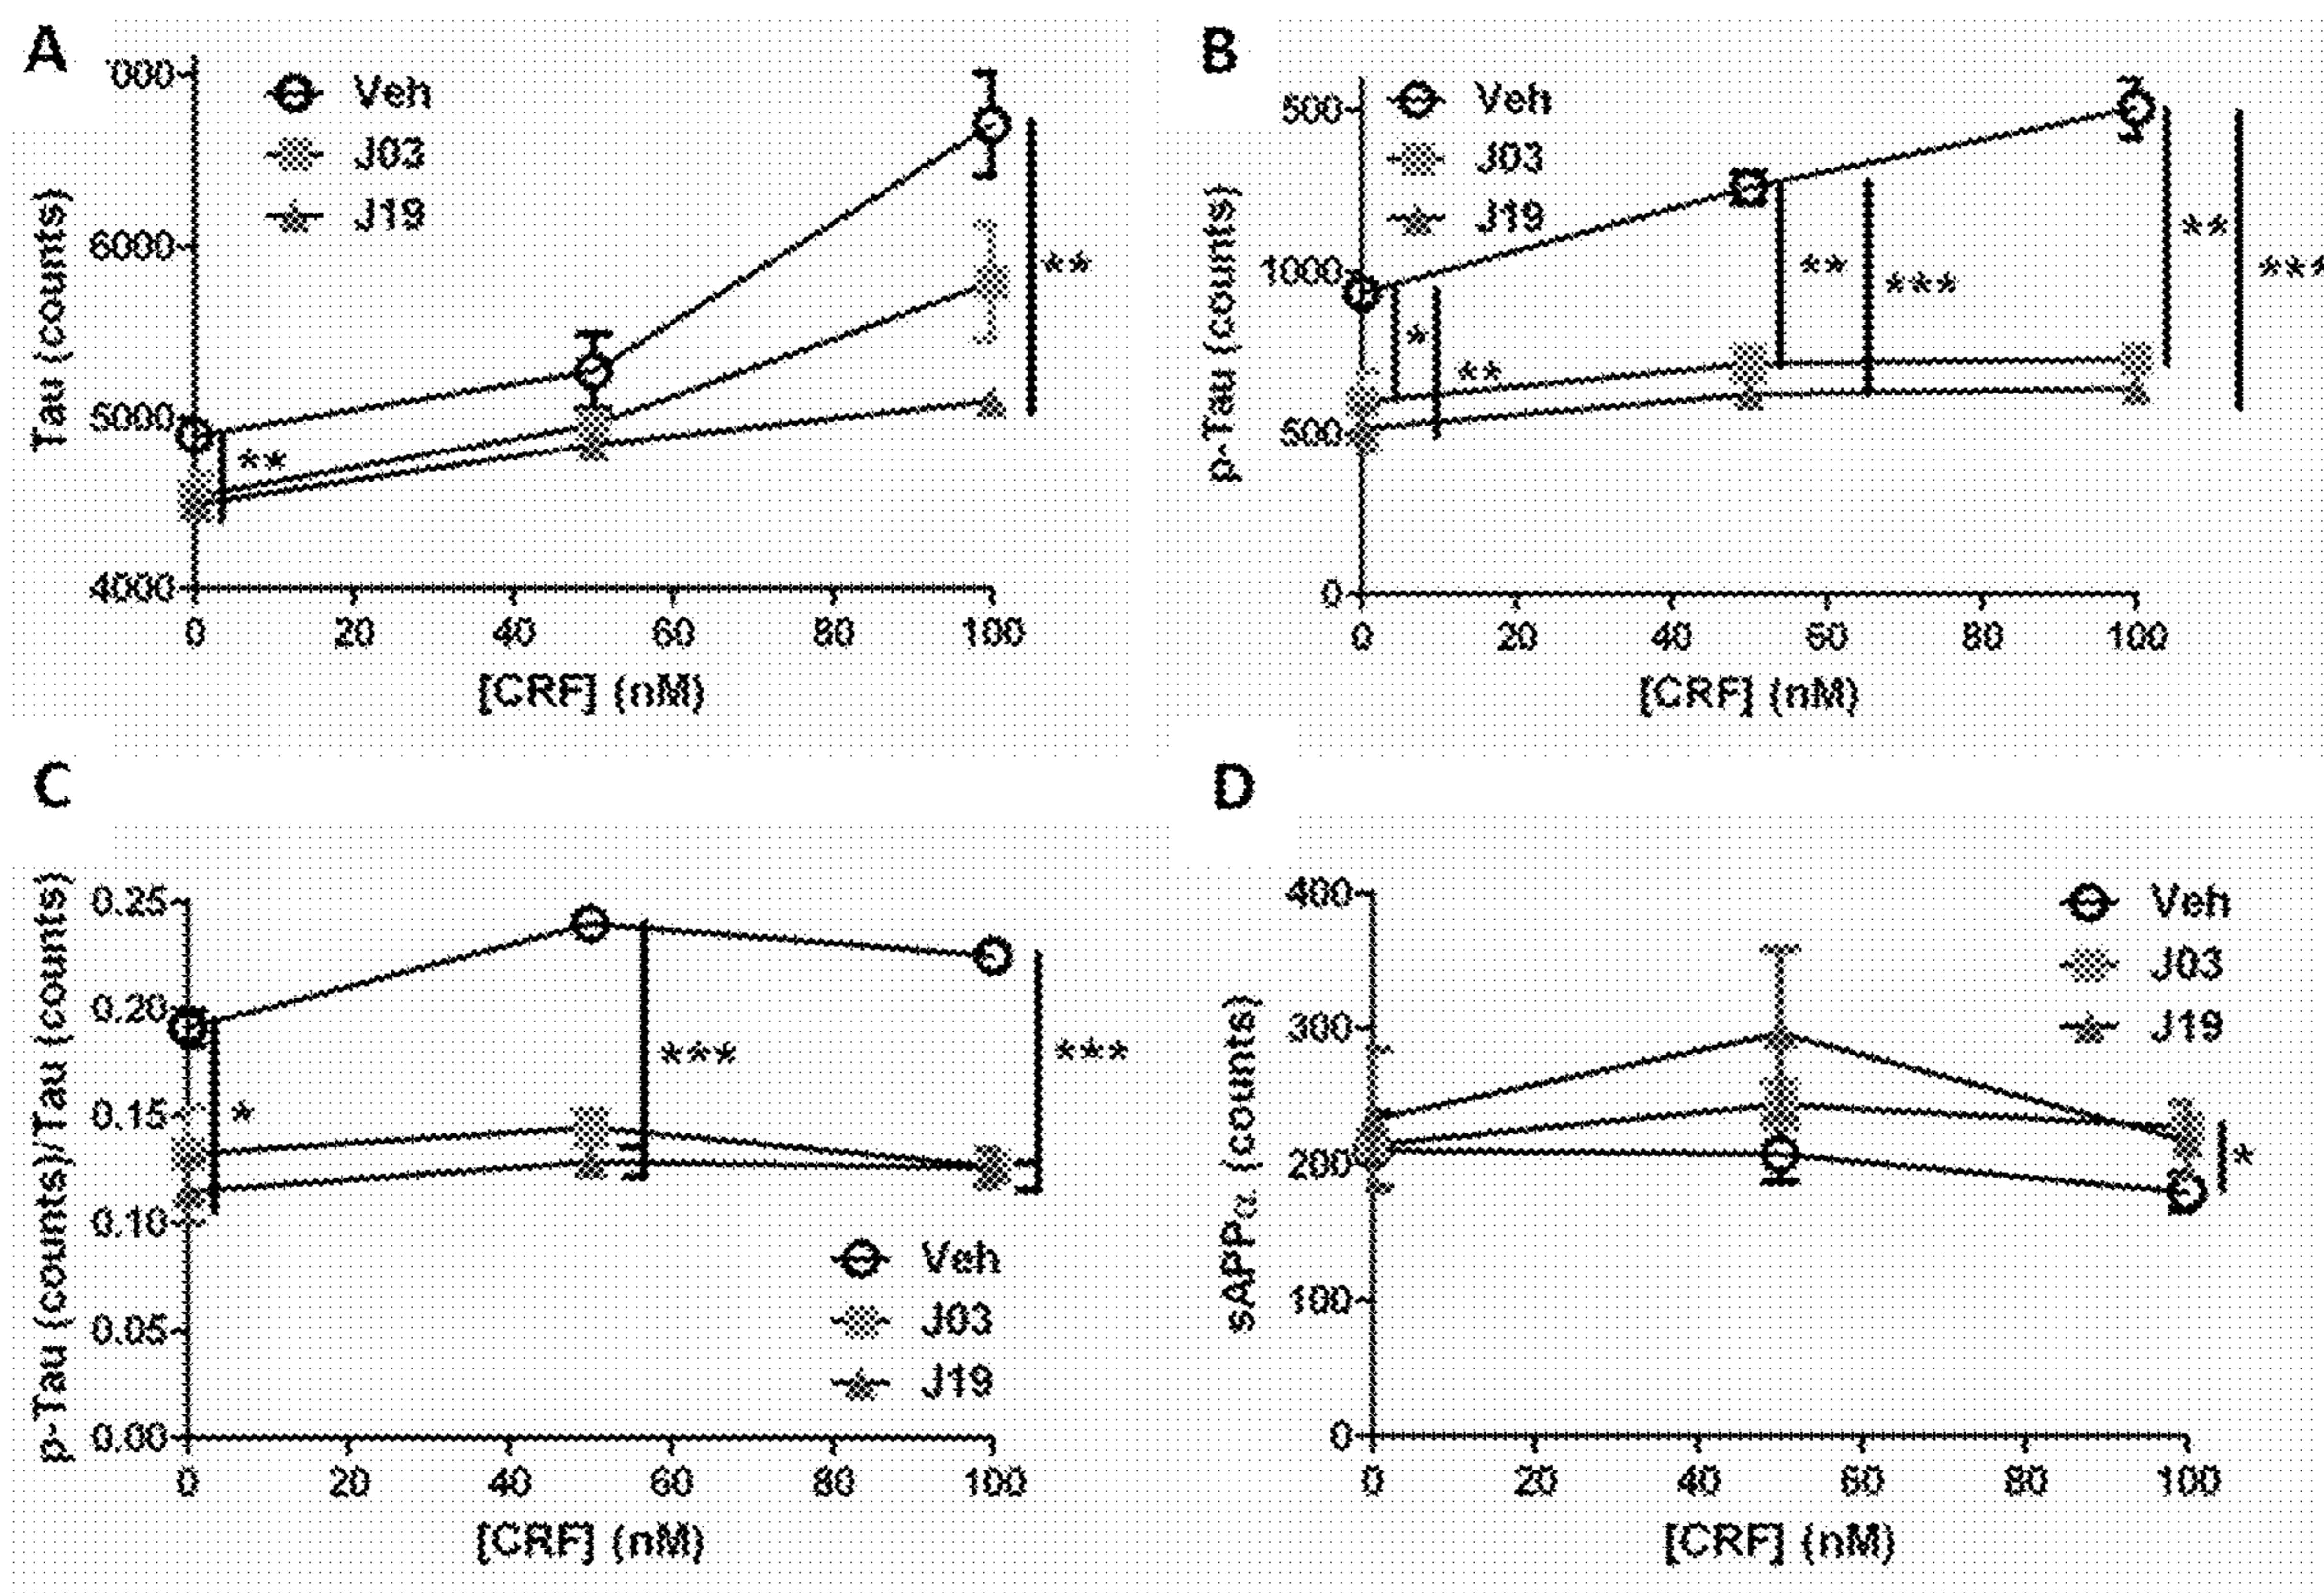 A
'000
Veh
J03
J19
6000
5000
4000
**
**
Tau (counts)
0 20 40 60 80 100
[CRF] (nM)
B
500
Veh
J03
J19
1000
500
0
*
**
**
***
**
***
p-Tau (counts)
0 20 40 60 80 100
[CRF] (nM)
C
0.25
0.20
0.15
0.10
0.05
0.00
*
***
***
Veh
J03
J19
p-Tau (counts)/Tau (counts)
0 20 40 60 80 100
[CRF] (nM)
D
400
300
200
100
0
Veh
J03
J19
*
sAPPα (counts)
0 20 40 60 80 100
[CRF] (nM)